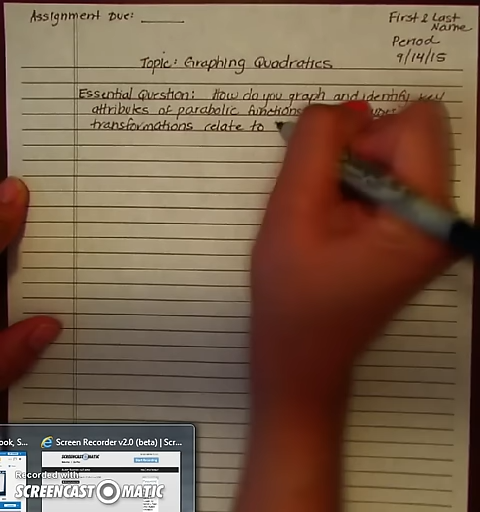 Assignment Due: ____
First & Last
Name
Period
9/14/15
Topic: Graphing Quadratics
Essential Question: How do you graph and identify key
attributes of parabolic functions
transformations relate to
ook, S...
Screen Recorder v2.0 (beta) | Scr...
Recorded with
SCREENCAST-O-MATIC